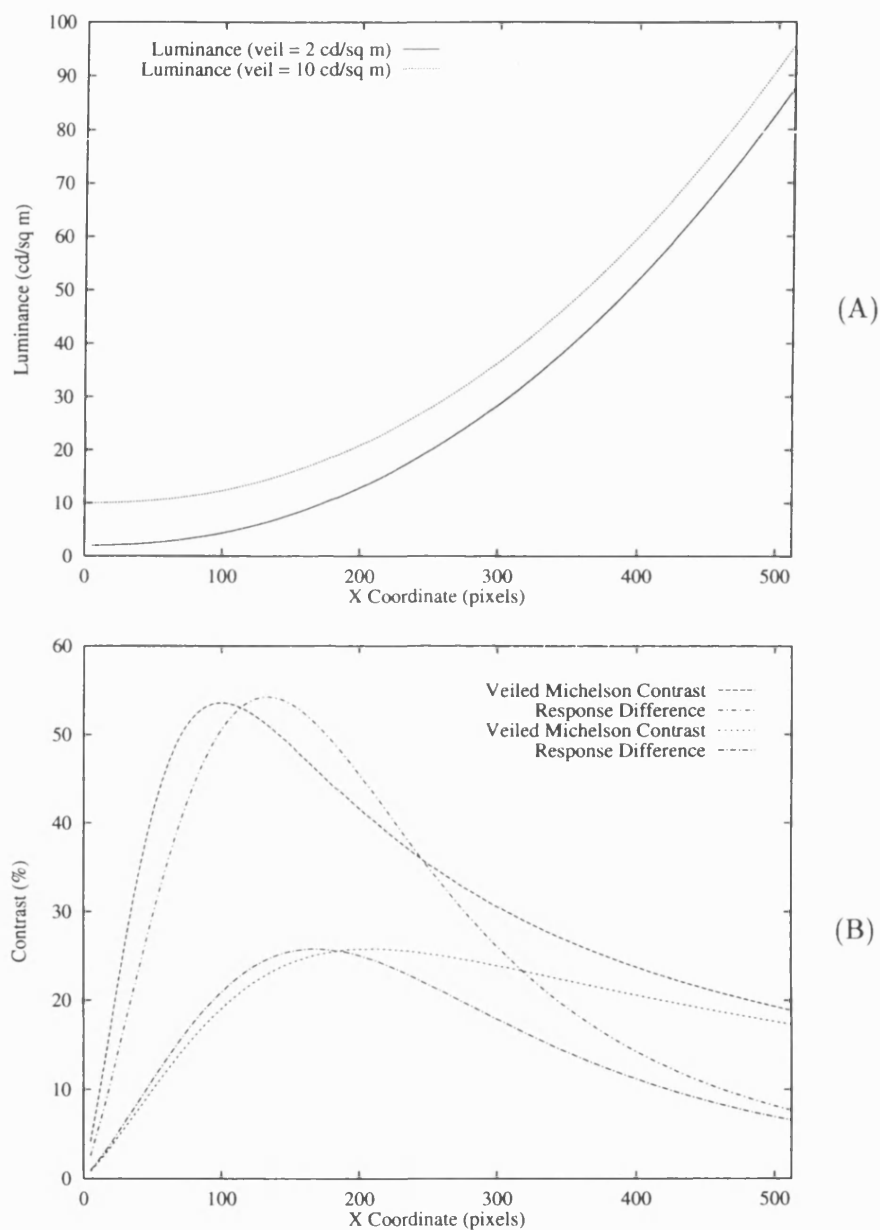 100
90
80
70
60
50
40
30
20
10
0
Luminance (cd/sq m)
Luminance (veil = 2 cd/sq m)
Luminance (veil = 10 cd/sq m)
0
100
200
300
400
500
X Coordinate (pixels)
(A)
60
50
40
30
20
10
0
Contrast (%)
Veiled Michelson Contrast
Response Difference
Veiled Michelson Contrast
Response Difference
0
100
200
300
400
500
X Coordinate (pixels)
(B)